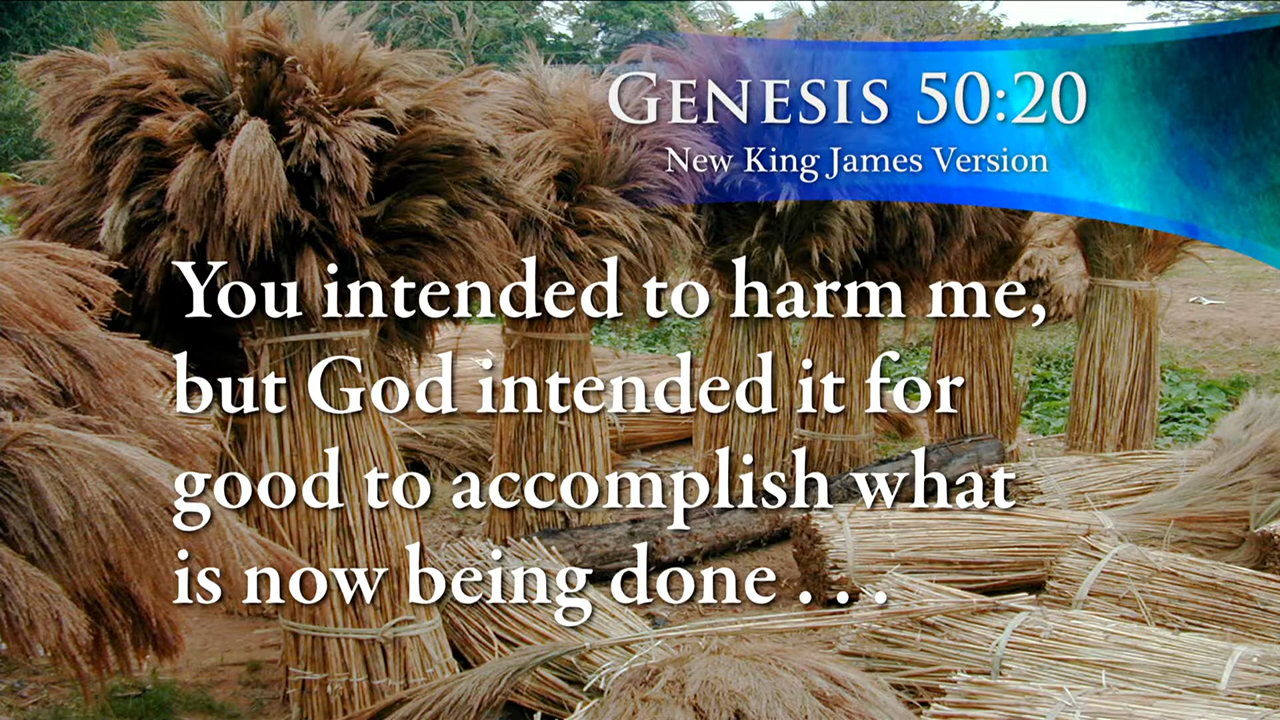 Genesis 50:20
New King James Version
You intended to harm me,
but God intended it for
good to accomplish what
is now being done . . .